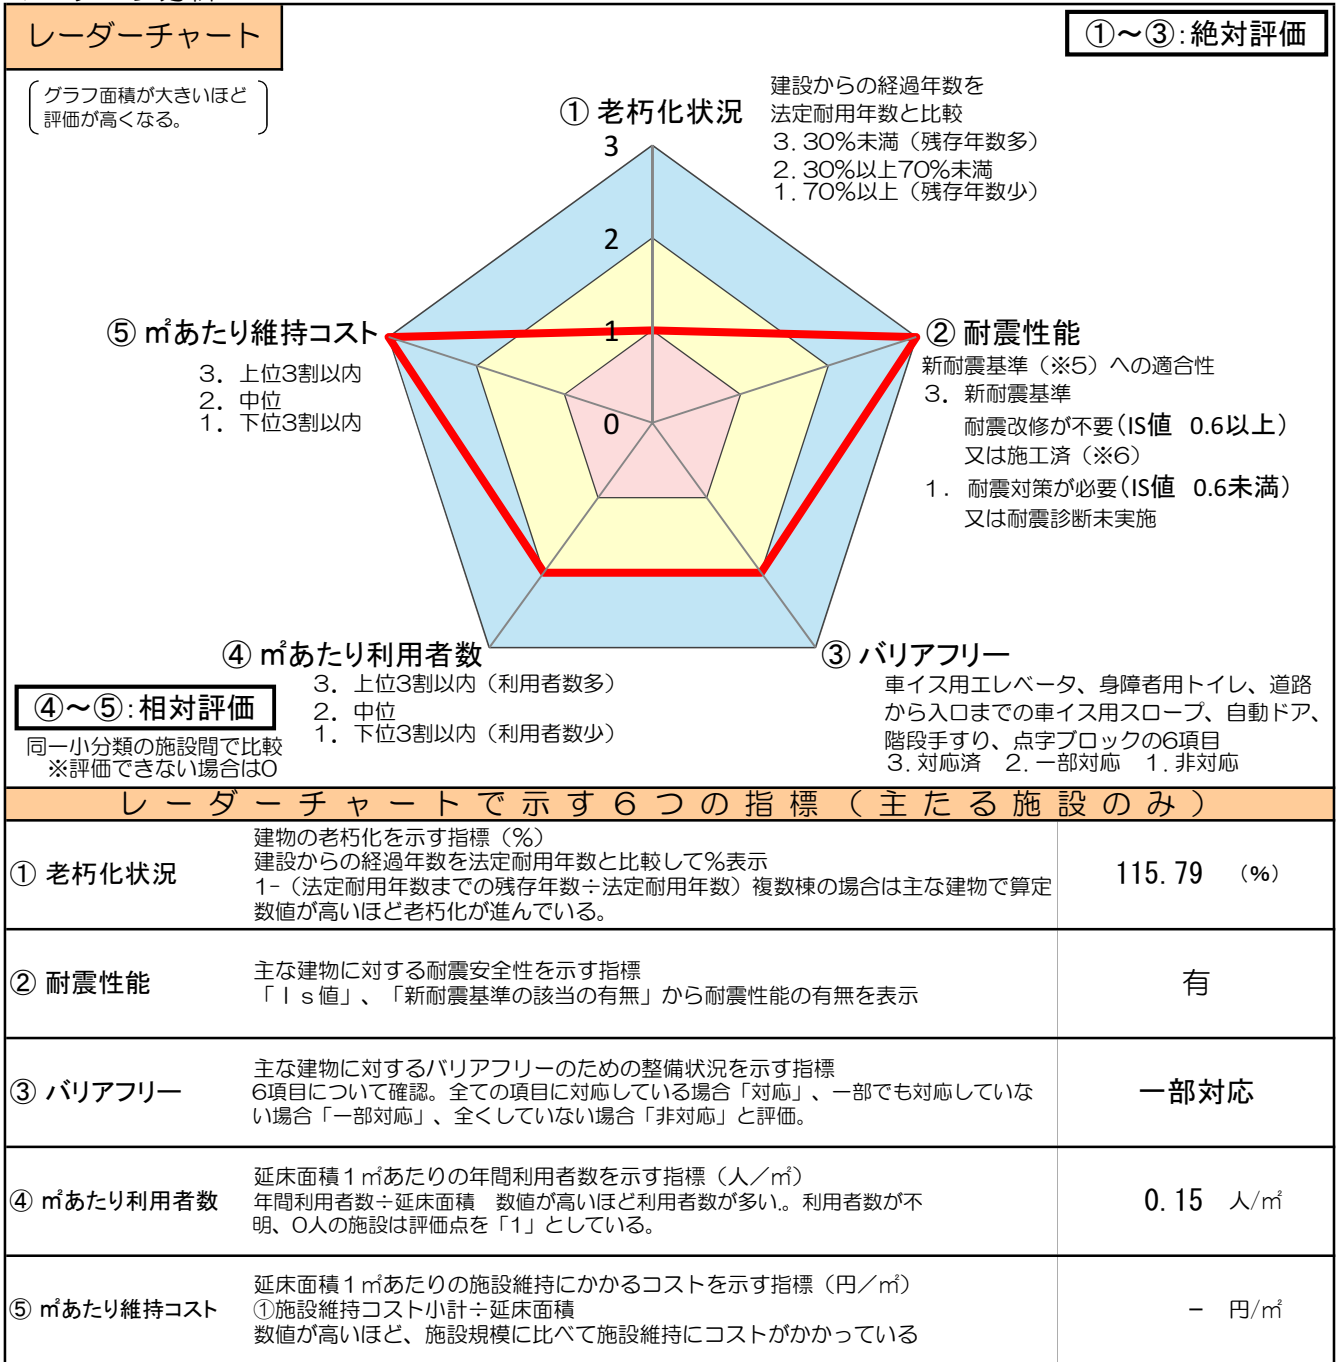 レーダーチャート
①～③:絶対評価
グラフ面積が大きいほど
評価が高くなる。
① 老朽化状況
建設からの経過年数を
法定耐用年数と比較
3. 30%未満（残存年数多）
2. 30%以上70%未満
1. 70%以上（残存年数少）
3
2
1
0
⑤ ㎡あたり維持コスト
3. 上位3割以内
2. 中位
1. 下位3割以内
② 耐震性能
新耐震基準（※5）への適合性
3. 新耐震基準
耐震改修が不要(IS値 0.6以上)
又は施工済（※6）
1. 耐震対策が必要(IS値 0.6未満)
又は耐震診断未実施
④ ㎡あたり利用者数
3. 上位3割以内（利用者数多）
2. 中位
1. 下位3割以内（利用者数少）
③ バリアフリー
車イス用エレベータ、身障者用トイレ、道路
から入口までの車イス用スロープ、自動ドア、
階段手すり、点字ブロックの6項目
3. 対応済 2. 一部対応 1. 非対応
④～⑤:相対評価
同一小分類の施設間で比較
※評価できない場合は0
レーダーチャートで示す６つの指標（主たる施設のみ）
① 老朽化状況
建物の老朽化を示す指標（%）
建設からの経過年数を法定耐用年数と比較して%表示
1-（法定耐用年数までの残存年数÷法定耐用年数）複数棟の場合は主な建物で算定
数値が高いほど老朽化が進んでいる。
115.79 （%）
② 耐震性能
主な建物に対する耐震安全性を示す指標
「Ｉｓ値」、「新耐震基準の該当の有無」から耐震性能の有無を表示
有
③ バリアフリー
主な建物に対するバリアフリーのための整備状況を示す指標
6項目について確認。全ての項目に対応している場合「対応」、一部でも対応していな
い場合「一部対応」、全くしていない場合「非対応」と評価。
一部対応
④ ㎡あたり利用者数
延床面積１㎡あたりの年間利用者数を示す指標（人／㎡）
年間利用者数÷延床面積 数値が高いほど利用者数が多い。利用者数が不
明、0人の施設は評価点を「1」としている。
0.15 人/㎡
⑤ ㎡あたり維持コスト
延床面積１㎡あたりの施設維持にかかるコストを示す指標（円／㎡）
①施設維持コスト小計÷延床面積
数値が高いほど、施設規模に比べて施設維持にコストがかかっている
－ 円/㎡